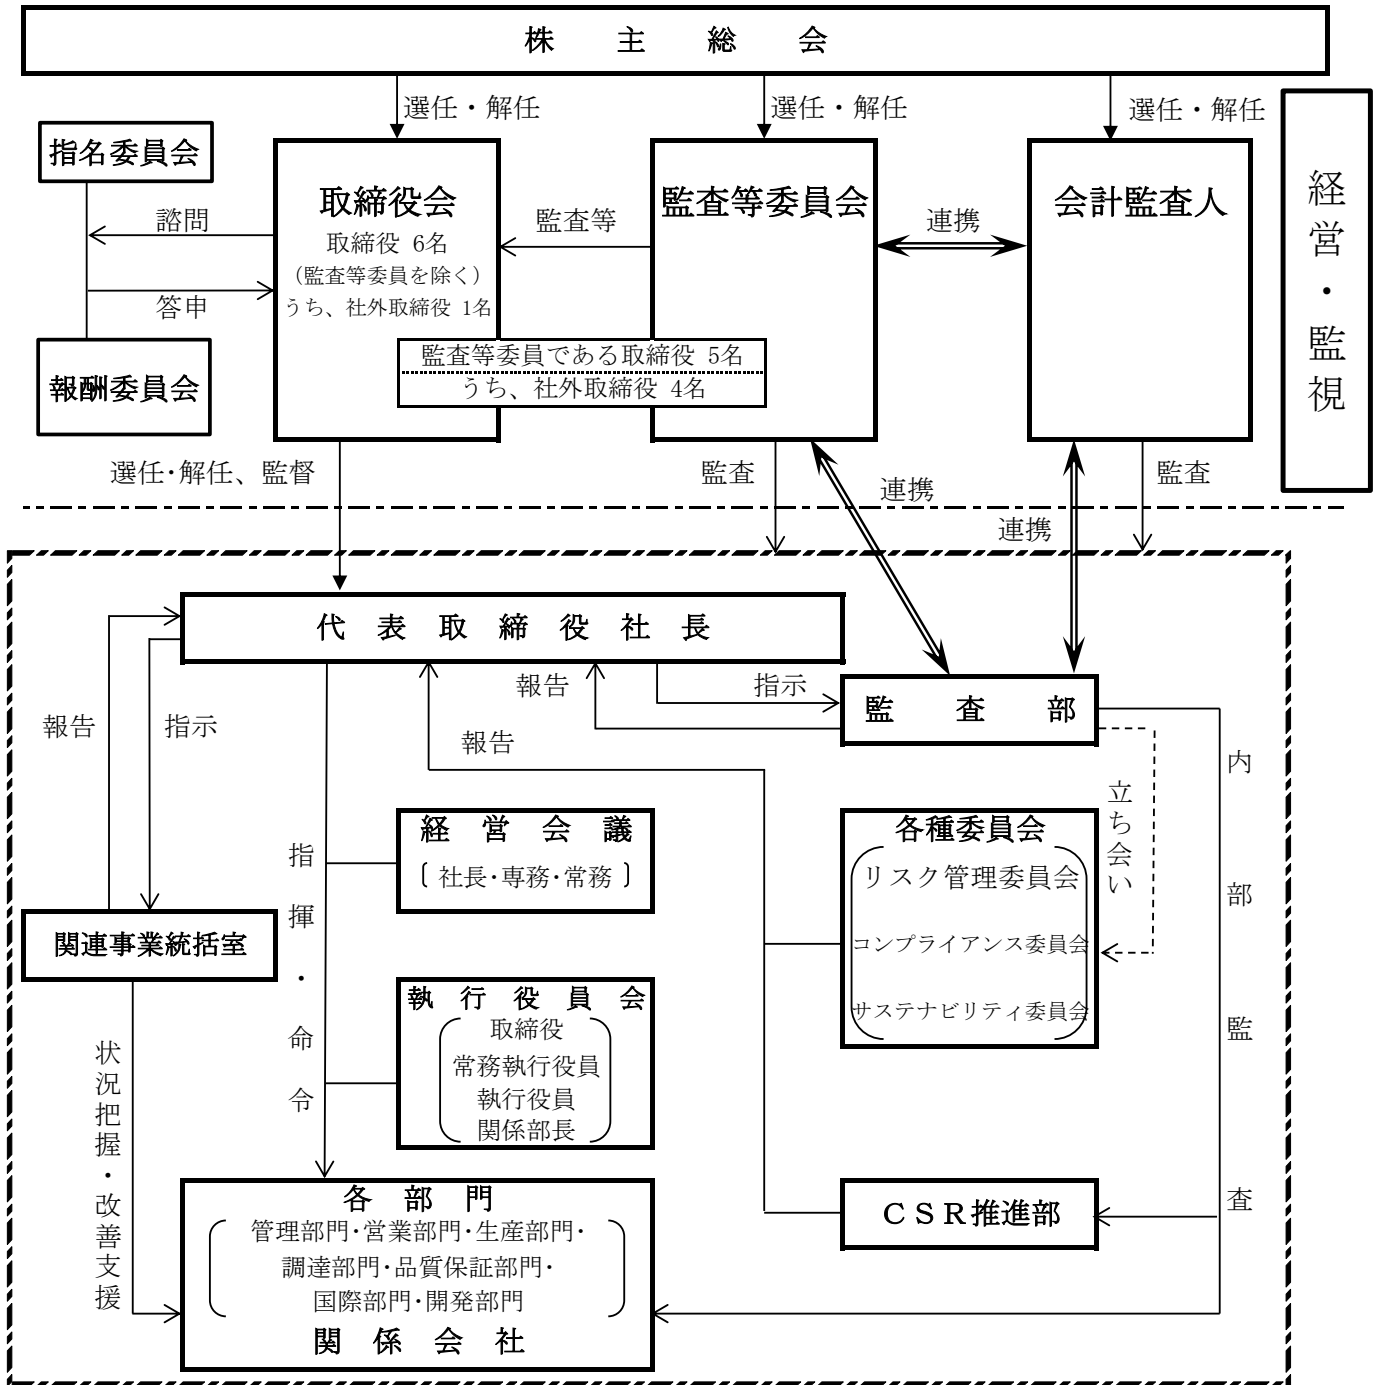 株主総会
選任・解任
選任・解任
選任・解任
指名委員会
諮問
答申
報酬委員会
取締役会
取締役 6名
（監査等委員を除く）
うち、社外取締役 1名
監査等
監査等委員会
連携
会計監査人
監査等委員である取締役 5名
うち、社外取締役 4名
経営・監視
選任・解任、監督
監査
連携
連携
監査
代表取締役社長
報告
指示
報告
指示
報告
監査部
立ち会い
内部監査
指揮・命令
経営会議
〔社長・専務・常務〕
各種委員会
リスク管理委員会
コンプライアンス委員会
サステナビリティ委員会
関連事業統括室
執行役員会
取締役
常務執行役員
執行役員
関係部長
状況把握・改善支援
各部門
管理部門・営業部門・生産部門・
調達部門・品質保証部門・
国際部門・開発部門
関係会社
ＣＳＲ推進部